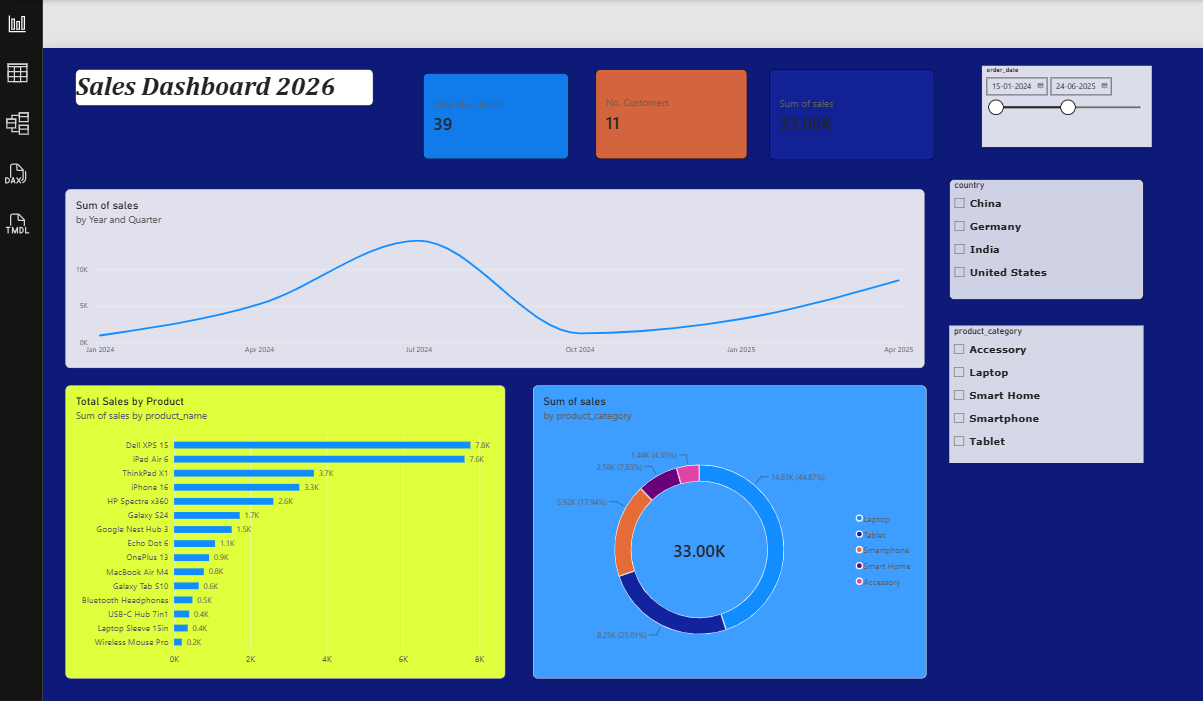 Sales Dashboard 2026
39
No. Customers
11
Sum of sales
33.00K
order_date
15-01-2024
24-06-2025
DAX
TMDL
Sum of sales
by Year and Quarter
10K
5K
0K
Jan 2024
Apr 2024
Jul 2024
Oct 2024
Jan 2025
Apr 2025
country
China
Germany
India
United States
product_category
Accessory
Laptop
Smart Home
Smartphone
Tablet
Total Sales by Product
Sum of sales by product_name
Dell XPS 15 7.8K
iPad Air 6 7.6K
ThinkPad X1 3.7K
iPhone 16 3.3K
HP Spectre x360 2.6K
Galaxy S24 1.7K
Google Nest Hub 3 1.5K
Echo Dot 6 1.1K
OnePlus 13 0.9K
MacBook Air M4 0.8K
Galaxy Tab S10 0.6K
Bluetooth Headphones 0.5K
USB-C Hub 7in1 0.4K
Laptop Sleeve 15in 0.4K
Wireless Mouse Pro 0.2K
0K 2K 4K 6K 8K
Sum of sales
by product_category
1.44K (4.35%)
2.58K (7.83%)
5.92K (17.94%)
14.81K (44.87%)
8.25K (25.01%)
33.00K
Laptop
Tablet
Smartphone
Smart Home
Accessory